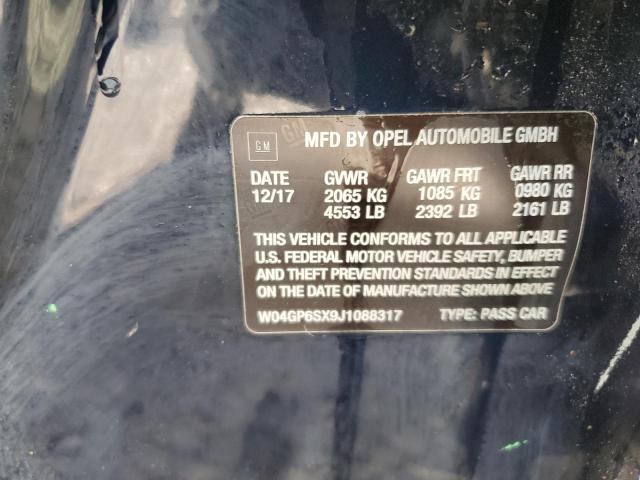 GM MFD BY OPEL AUTOMOBILE GMBH
DATE GVWR GAWR FRT GAWR RR
12/17 2065 KG 1085 KG 0980 KG
4553 LB 2392 LB 2161 LB
THIS VEHICLE CONFORMS TO ALL APPLICABLE
U.S. FEDERAL MOTOR VEHICLE SAFETY, BUMPER
AND THEFT PREVENTION STANDARDS IN EFFECT
ON THE DATE OF MANUFACTURE SHOWN ABOVE
W04GP6SX9J1088317 TYPE: PASS CAR